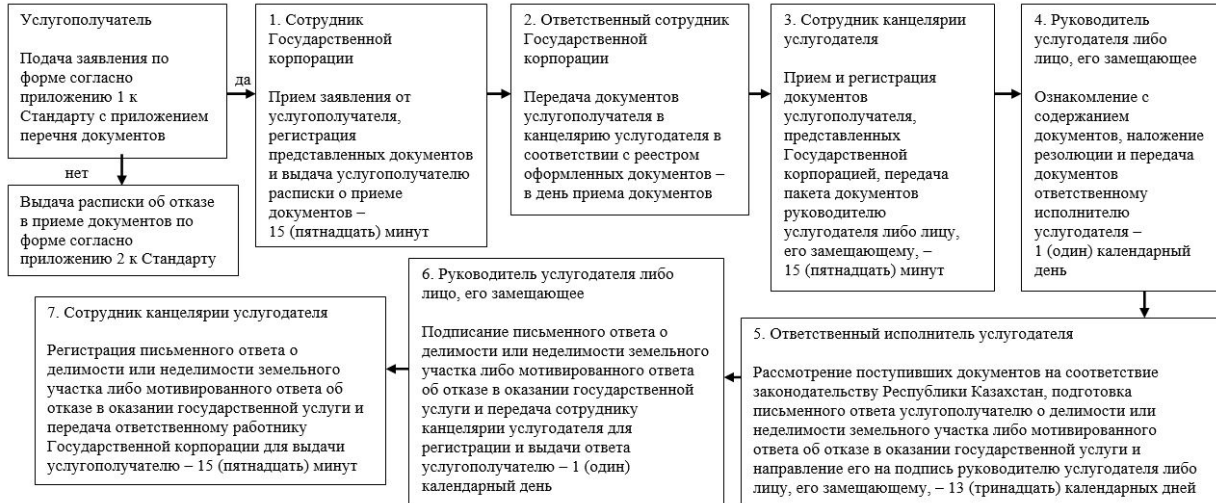 Услугополучатель
Подача заявления по
форме согласно
приложению 1 к
Стандарту с приложением
перечня документов
да
нет
Выдача расписки об отказе
в приеме документов по
форме согласно
приложению 2 к Стандарту
1. Сотрудник
Государственной
корпорации
Прием заявления от
услугополучателя,
регистрация
представленных документов
и выдача услугополучателю
расписки о приеме
документов –
15 (пятнадцать) минут
2. Ответственный сотрудник
Государственной
корпорации
Передача документов
услугополучателя в
канцелярию услугодателя в
соответствии с реестром
оформленных документов –
в день приема документов
3. Сотрудник канцелярии
услугодателя
Прием и регистрация
документов
услугополучателя,
представленных
Государственной
корпорацией, передача
пакета документов
руководителю
услугодателя либо лицу,
его замещающему, –
15 (пятнадцать) минут
4. Руководитель
услугодателя либо
лицо, его замещающее
Ознакомление с
содержанием
документов, наложение
резолюции и передача
документов
ответственному
исполнителю
услугодателя –
1 (один) календарный
день
5. Ответственный исполнитель услугодателя
Рассмотрение поступивших документов на соответствие
законодательству Республики Казахстан, подготовка
письменного ответа услугополучателю о делимости или
неделимости земельного участка либо мотивированного
ответа об отказе в оказании государственной услуги и
направление его на подпись руководителю услугодателя либо
лицу, его замещающему, – 13 (тринадцать) календарных дней
6. Руководитель услугодателя либо
лицо, его замещающее
Подписание письменного ответа о
делимости или неделимости земельного
участка либо мотивированного ответа
об отказе в оказании государственной
услуги и передача сотруднику
канцелярии услугодателя для
регистрации и выдачи ответа
услугополучателю – 1 (один)
календарный день
7. Сотрудник канцелярии услугодателя
Регистрация письменного ответа о
делимости или неделимости земельного
участка либо мотивированного ответа об
отказе в оказании государственной услуги и
передача ответственному работнику
Государственной корпорации для выдачи
услугополучателю – 15 (пятнадцать) минут